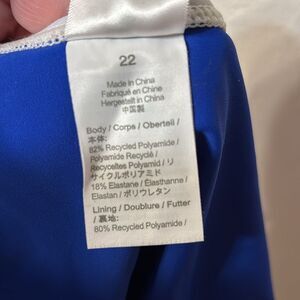 22
Made in China
Fabriqué en Chine
Hergestellt in China
中国製
Body / Corps / Oberteil /
本体:
82% Recycled Polyamide /
Polyamide Recyclé /
Recyceltes Polyamid / リ
サイクルポリアミド
18% Elastane / Élasthanne /
Elastan / ポリウレタン
Lining / Doublure / Futter
/ 裏地:
80% Recycled Polyamide /